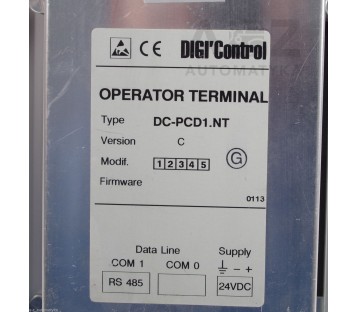 CE DIGI'Control
AUTOMAT
OPERATOR TERMINAL
Type DC-PCD1.NT
Version C
Modif. 1 2 3 4 5 G
Firmware
0113
Data Line Supply
COM 1 COM 0 - +
RS 485 24VDC